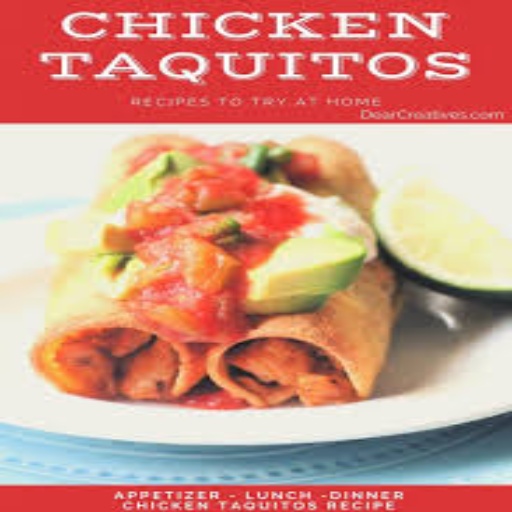 CHICKEN
TAQUITOS
RECIPES TO TRY AT HOME
DearCreatives.com
APPETIZER - LUNCH -DINNER
CHICKEN TAQUITOS RECIPE